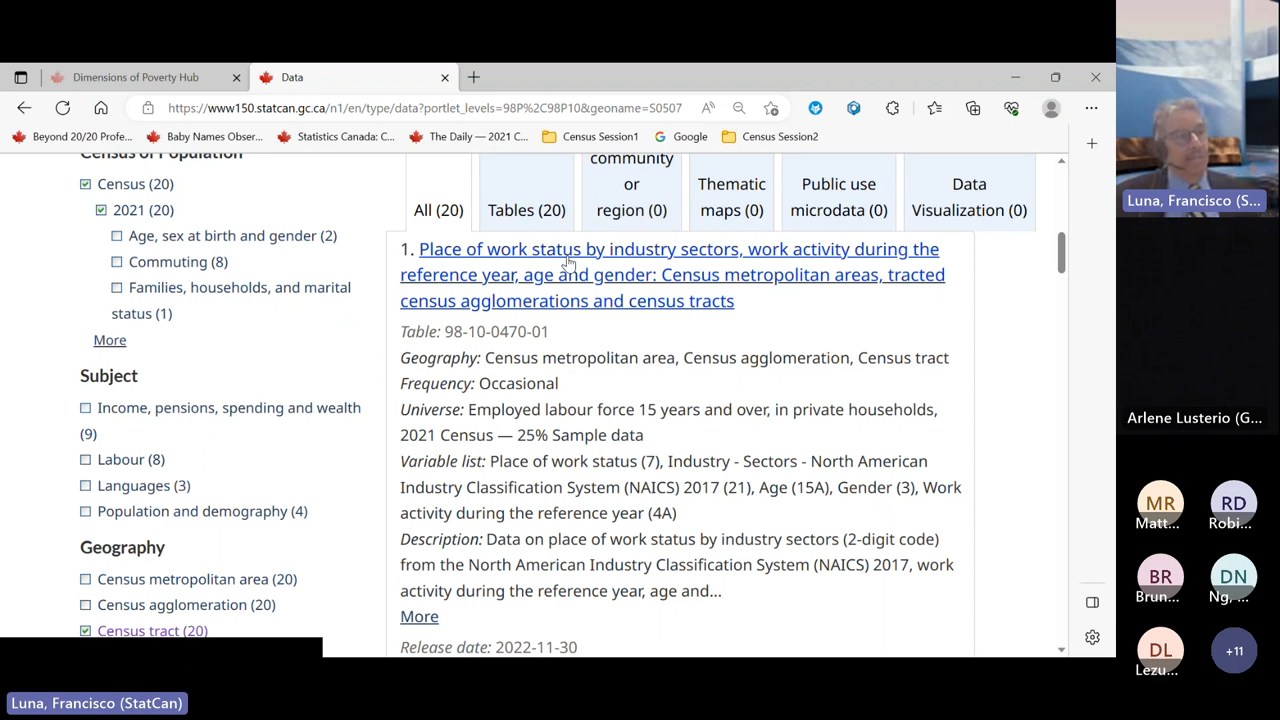 Dimensions of Poverty Hub
Data
https://www150.statcan.gc.ca/n1/en/type/data?portlet_levels=98P%2C98P10&geoname=S0507
Beyond 20/20 Profe...
Baby Names Obser...
Statistics Canada: C...
The Daily — 2021 C...
Census Session1
Google
Census Session2
Census of Population
Census (20)
2021 (20)
Age, sex at birth and gender (2)
Commuting (8)
Families, households, and marital
status (1)
More
Subject
Income, pensions, spending and wealth
(9)
Labour (8)
Languages (3)
Population and demography (4)
Geography
Census metropolitan area (20)
Census agglomeration (20)
Census tract (20)
All (20)
Tables (20)
community
or
region (0)
Thematic
maps (0)
Public use
microdata (0)
Data
Visualization (0)
1. Place of work status by industry sectors, work activity during the
reference year, age and gender: Census metropolitan areas, tracted
census agglomerations and census tracts
Table: 98-10-0470-01
Geography: Census metropolitan area, Census agglomeration, Census tract
Frequency: Occasional
Universe: Employed labour force 15 years and over, in private households,
2021 Census — 25% Sample data
Variable list: Place of work status (7), Industry - Sectors - North American
Industry Classification System (NAICS) 2017 (21), Age (15A), Gender (3), Work
activity during the reference year (4A)
Description: Data on place of work status by industry sectors (2-digit code)
from the North American Industry Classification System (NAICS) 2017, work
activity during the reference year, age and...
More
Release date: 2022-11-30
Luna, Francisco (S...
Arlene Lusterio (G...
MR
Matt...
RD
Robi...
BR
Brun...
DN
Ng, ...
DL
Lezu...
+11
Luna, Francisco (StatCan)